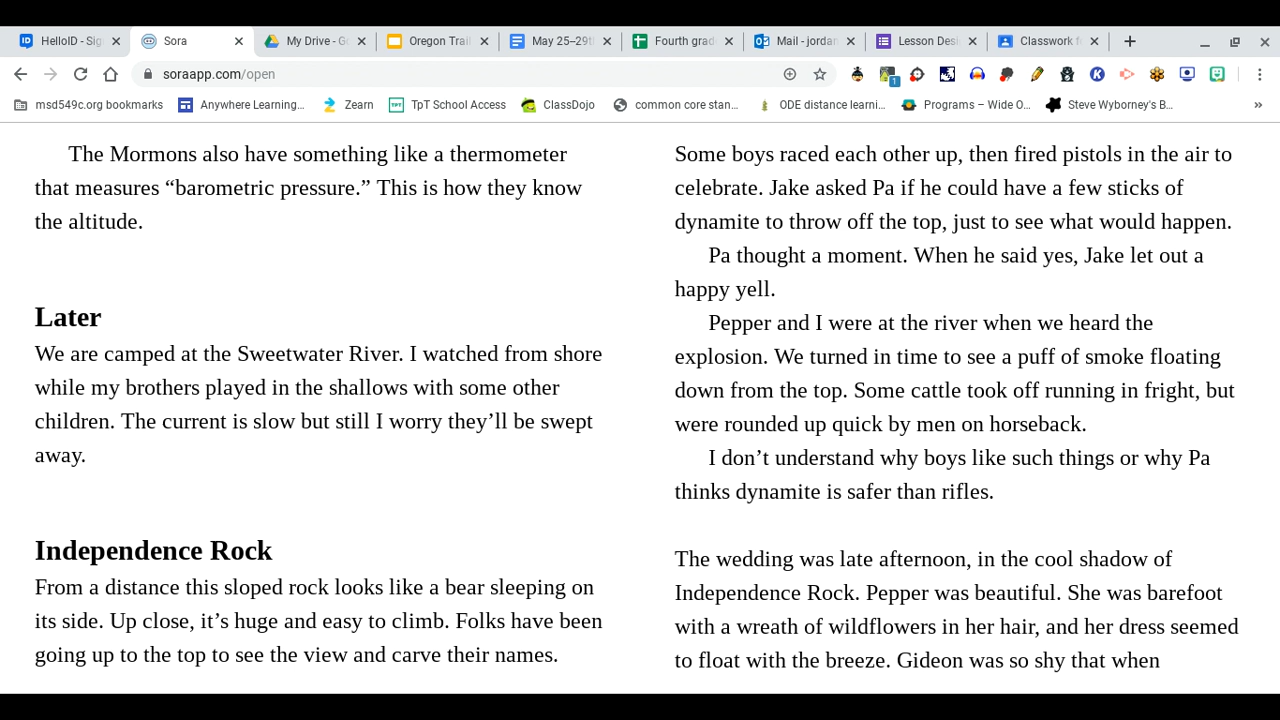 HelloID - Sig
Sora
My Drive - Go
Oregon Trail
May 25–29th
Fourth grad
Mail - jordan
Lesson Desi
Classwork f
soraapp.com/open
1
msd549c.org bookmarks
Anywhere Learning...
Zearn
TPT
TpT School Access
ClassDojo
common core stan...
ODE distance learni...
Programs – Wide O...
Steve Wyborney's B...
The Mormons also have something like a thermometer
that measures “barometric pressure.” This is how they know
the altitude.
Later
We are camped at the Sweetwater River. I watched from shore
while my brothers played in the shallows with some other
children. The current is slow but still I worry they’ll be swept
away.
Independence Rock
From a distance this sloped rock looks like a bear sleeping on
its side. Up close, it’s huge and easy to climb. Folks have been
going up to the top to see the view and carve their names.
Some boys raced each other up, then fired pistols in the air to
celebrate. Jake asked Pa if he could have a few sticks of
dynamite to throw off the top, just to see what would happen.
Pa thought a moment. When he said yes, Jake let out a
happy yell.
Pepper and I were at the river when we heard the
explosion. We turned in time to see a puff of smoke floating
down from the top. Some cattle took off running in fright, but
were rounded up quick by men on horseback.
I don’t understand why boys like such things or why Pa
thinks dynamite is safer than rifles.
The wedding was late afternoon, in the cool shadow of
Independence Rock. Pepper was beautiful. She was barefoot
with a wreath of wildflowers in her hair, and her dress seemed
to float with the breeze. Gideon was so shy that when